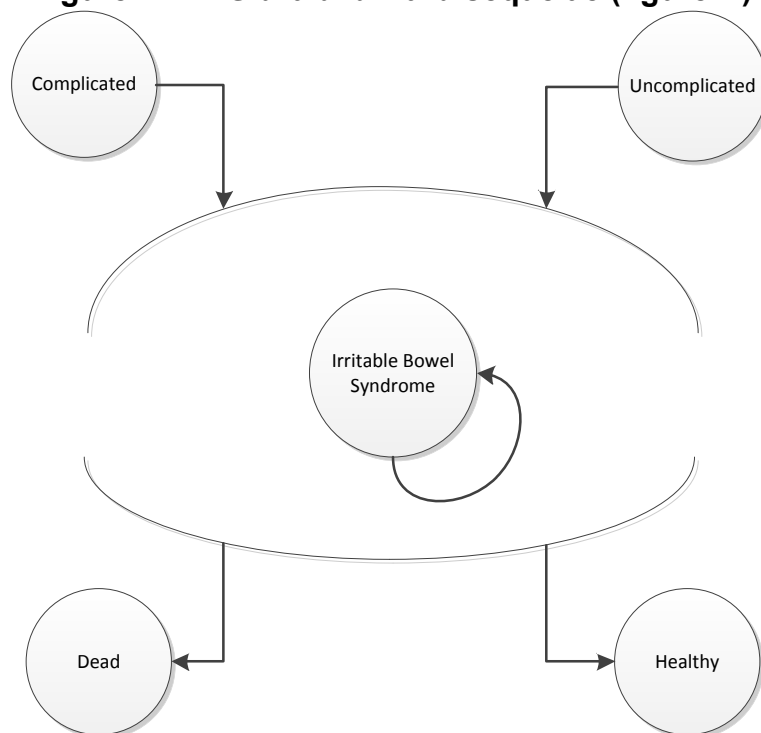 Complicated
Uncomplicated
Irritable Bowel
Syndrome
Dead
Healthy